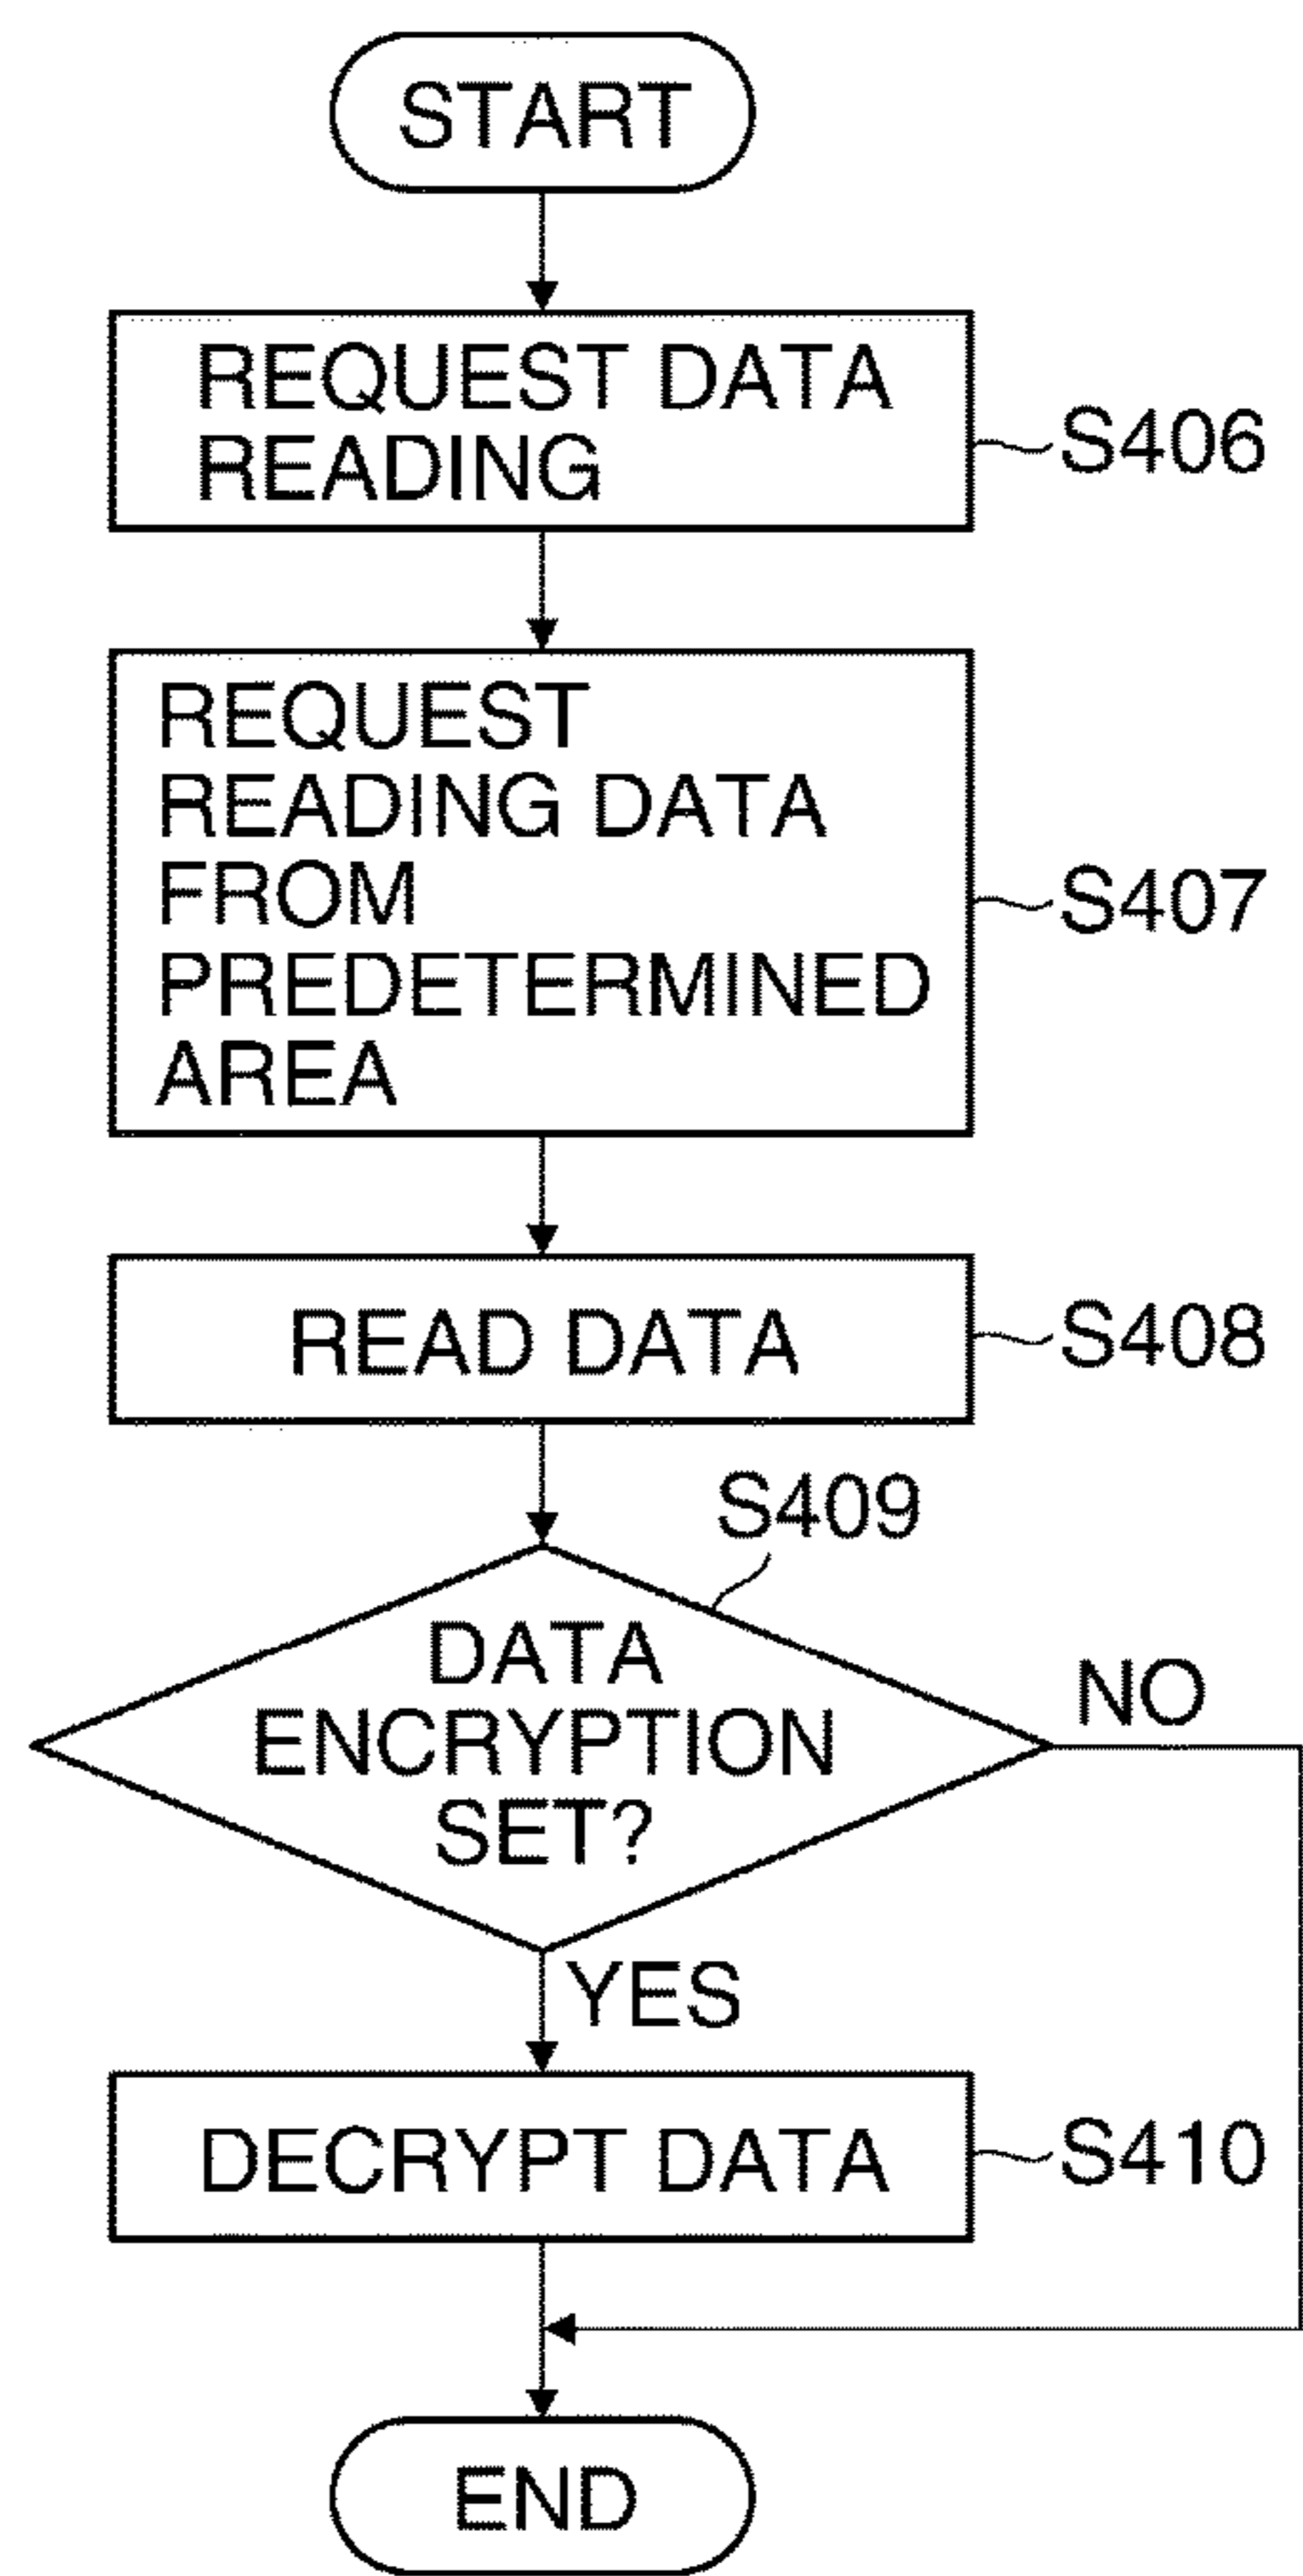 START
REQUEST DATA
READING
S406
REQUEST
READING DATA
FROM
PREDETERMINED
AREA
S407
READ DATA
S408
S409
DATA
ENCRYPTION
SET?
NO
YES
DECRYPT DATA
S410
END